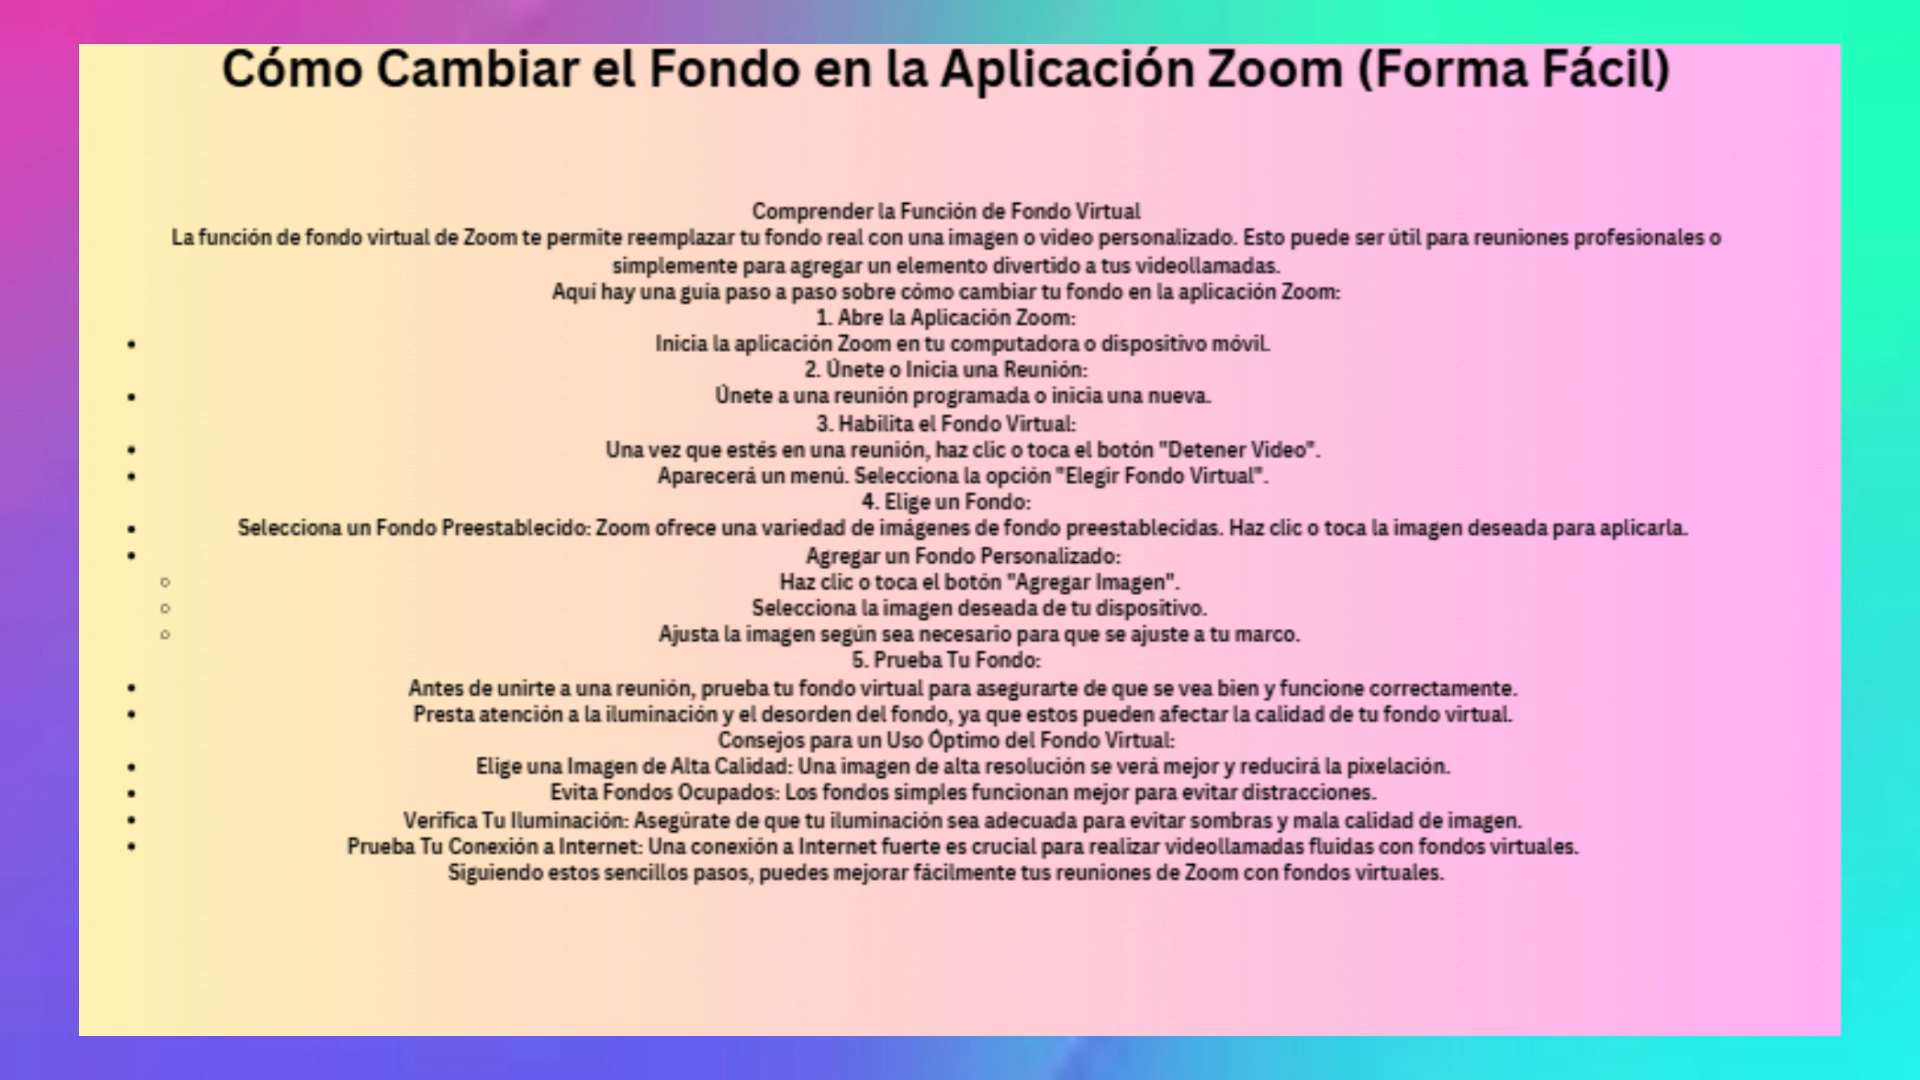 Cómo Cambiar el Fondo en la Aplicación Zoom (Forma Fácil)
Comprender la Función de Fondo Virtual
La función de fondo virtual de Zoom te permite reemplazar tu fondo real con una imagen o video personalizado. Esto puede ser útil para reuniones profesionales o
simplemente para agregar un elemento divertido a tus videollamadas.
Aquí hay una guía paso a paso sobre cómo cambiar tu fondo en la aplicación Zoom:
1. Abre la Aplicación Zoom:
• Inicia la aplicación Zoom en tu computadora o dispositivo móvil.
2. Únete o Inicia una Reunión:
• Únete a una reunión programada o inicia una nueva.
3. Habilita el Fondo Virtual:
• Una vez que estés en una reunión, haz clic o toca el botón "Detener Video".
• Aparecerá un menú. Selecciona la opción "Elegir Fondo Virtual".
4. Elige un Fondo:
• Selecciona un Fondo Preestablecido: Zoom ofrece una variedad de imágenes de fondo preestablecidas. Haz clic o toca la imagen deseada para aplicarla.
• Agregar un Fondo Personalizado:
○ Haz clic o toca el botón "Agregar Imagen".
○ Selecciona la imagen deseada de tu dispositivo.
○ Ajusta la imagen según sea necesario para que se ajuste a tu marco.
5. Prueba Tu Fondo:
• Antes de unirte a una reunión, prueba tu fondo virtual para asegurarte de que se vea bien y funcione correctamente.
• Presta atención a la iluminación y el desorden del fondo, ya que estos pueden afectar la calidad de tu fondo virtual.
Consejos para un Uso Óptimo del Fondo Virtual:
• Elige una Imagen de Alta Calidad: Una imagen de alta resolución se verá mejor y reducirá la pixelación.
• Evita Fondos Ocupados: Los fondos simples funcionan mejor para evitar distracciones.
• Verifica Tu Iluminación: Asegúrate de que tu iluminación sea adecuada para evitar sombras y mala calidad de imagen.
• Prueba Tu Conexión a Internet: Una conexión a Internet fuerte es crucial para realizar videollamadas fluidas con fondos virtuales.
Siguiendo estos sencillos pasos, puedes mejorar fácilmente tus reuniones de Zoom con fondos virtuales.